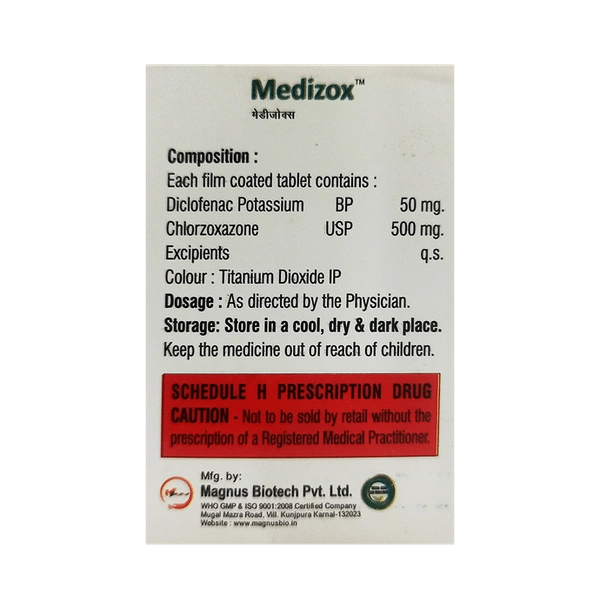 Medizox™
मेडीजोक्स
Composition :
Each film coated tablet contains :
Diclofenac Potassium BP 50 mg.
Chlorzoxazone USP 500 mg.
Excipients q.s.
Colour : Titanium Dioxide IP
Dosage : As directed by the Physician.
Storage: Store in a cool, dry & dark place.
Keep the medicine out of reach of children.
SCHEDULE H PRESCRIPTION DRUG
CAUTION - Not to be sold by retail without the
prescription of a Registered Medical Practitioner.
Mfg. by:
Magnus Biotech Pvt. Ltd.
WHO GMP & ISO 9001:2008 Certified Company
Mugal Mazra Road, Vill. Kunjpura Karnal-132023
Website : www.magnusbio.in